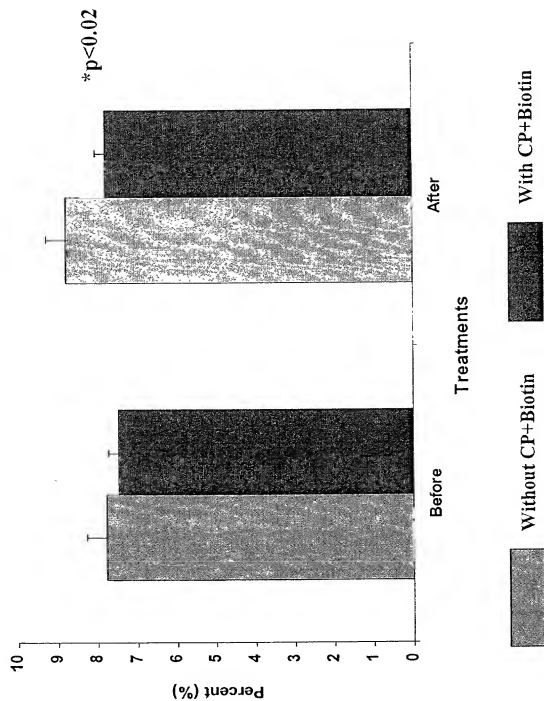 *p<0.02
10
9
8
7
6
5
4
3
2
1
0
Percent (%)
Before
After
Treatments
Without CP+Biotin
With CP+Biotin